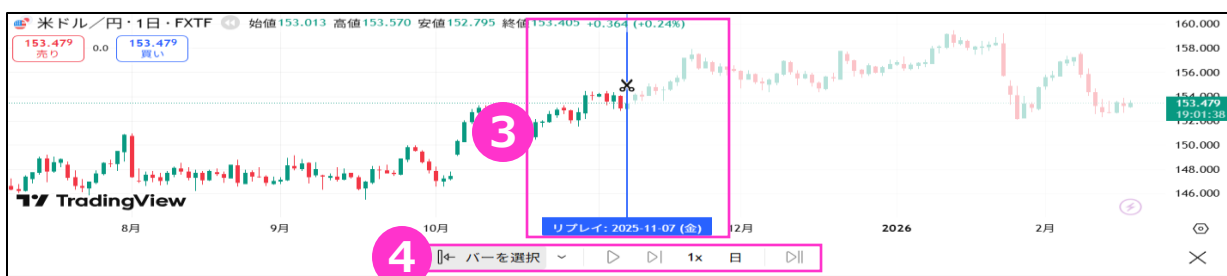 米ドル／円・1日・FXTF 始値153.013 高値153.570 安値152.795 終値153.405 +0.364 (+0.24%)
153.479
売り
0.0
153.479
買い
160.000
158.000
156.000
154.000
153.479
19:01:38
152.000
150.000
148.000
146.000
3
TradingView
8月 9月 10月 リプレイ: 2025-11-07 (金) 12月 2026 2月
4 バーを選択 1x 日